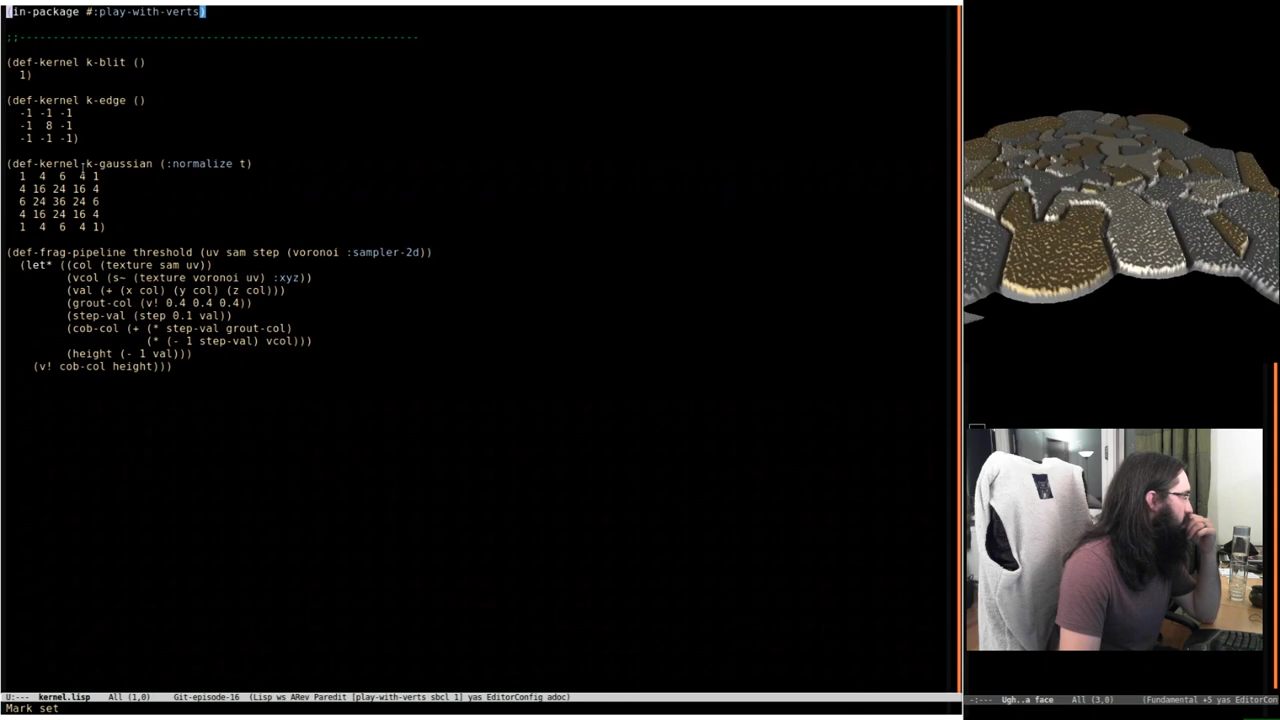 (in-package #:play-with-verts)
;;------------------------------------------------------------
(def-kernel k-blit ()
  1)
(def-kernel k-edge ()
  -1 -1 -1
  -1  8 -1
  -1 -1 -1)
(def-kernel k-gaussian (:normalize t)
  1  4  6  4 1
  4 16 24 16 4
  6 24 36 24 6
  4 16 24 16 4
  1  4  6  4 1)
(def-frag-pipeline threshold (uv sam step (voronoi :sampler-2d))
  (let* ((col (texture sam uv))
         (vcol (s~ (texture voronoi uv) :xyz))
         (val (+ (x col) (y col) (z col)))
         (grout-col (v! 0.4 0.4 0.4))
         (step-val (step 0.1 val))
         (cob-col (+ (* step-val grout-col)
                     (* (- 1 step-val) vcol)))
         (height (- 1 val)))
    (v! cob-col height)))
U:---  kernel.lisp    All (1,0)    Git-episode-16  (Lisp ws ARev Paredit [play-with-verts sbcl 1] yas EditorConfig adoc)
Mark set
-:---  Ugh..a face    All (3,0)    (Fundamental +5 yas EditorCon